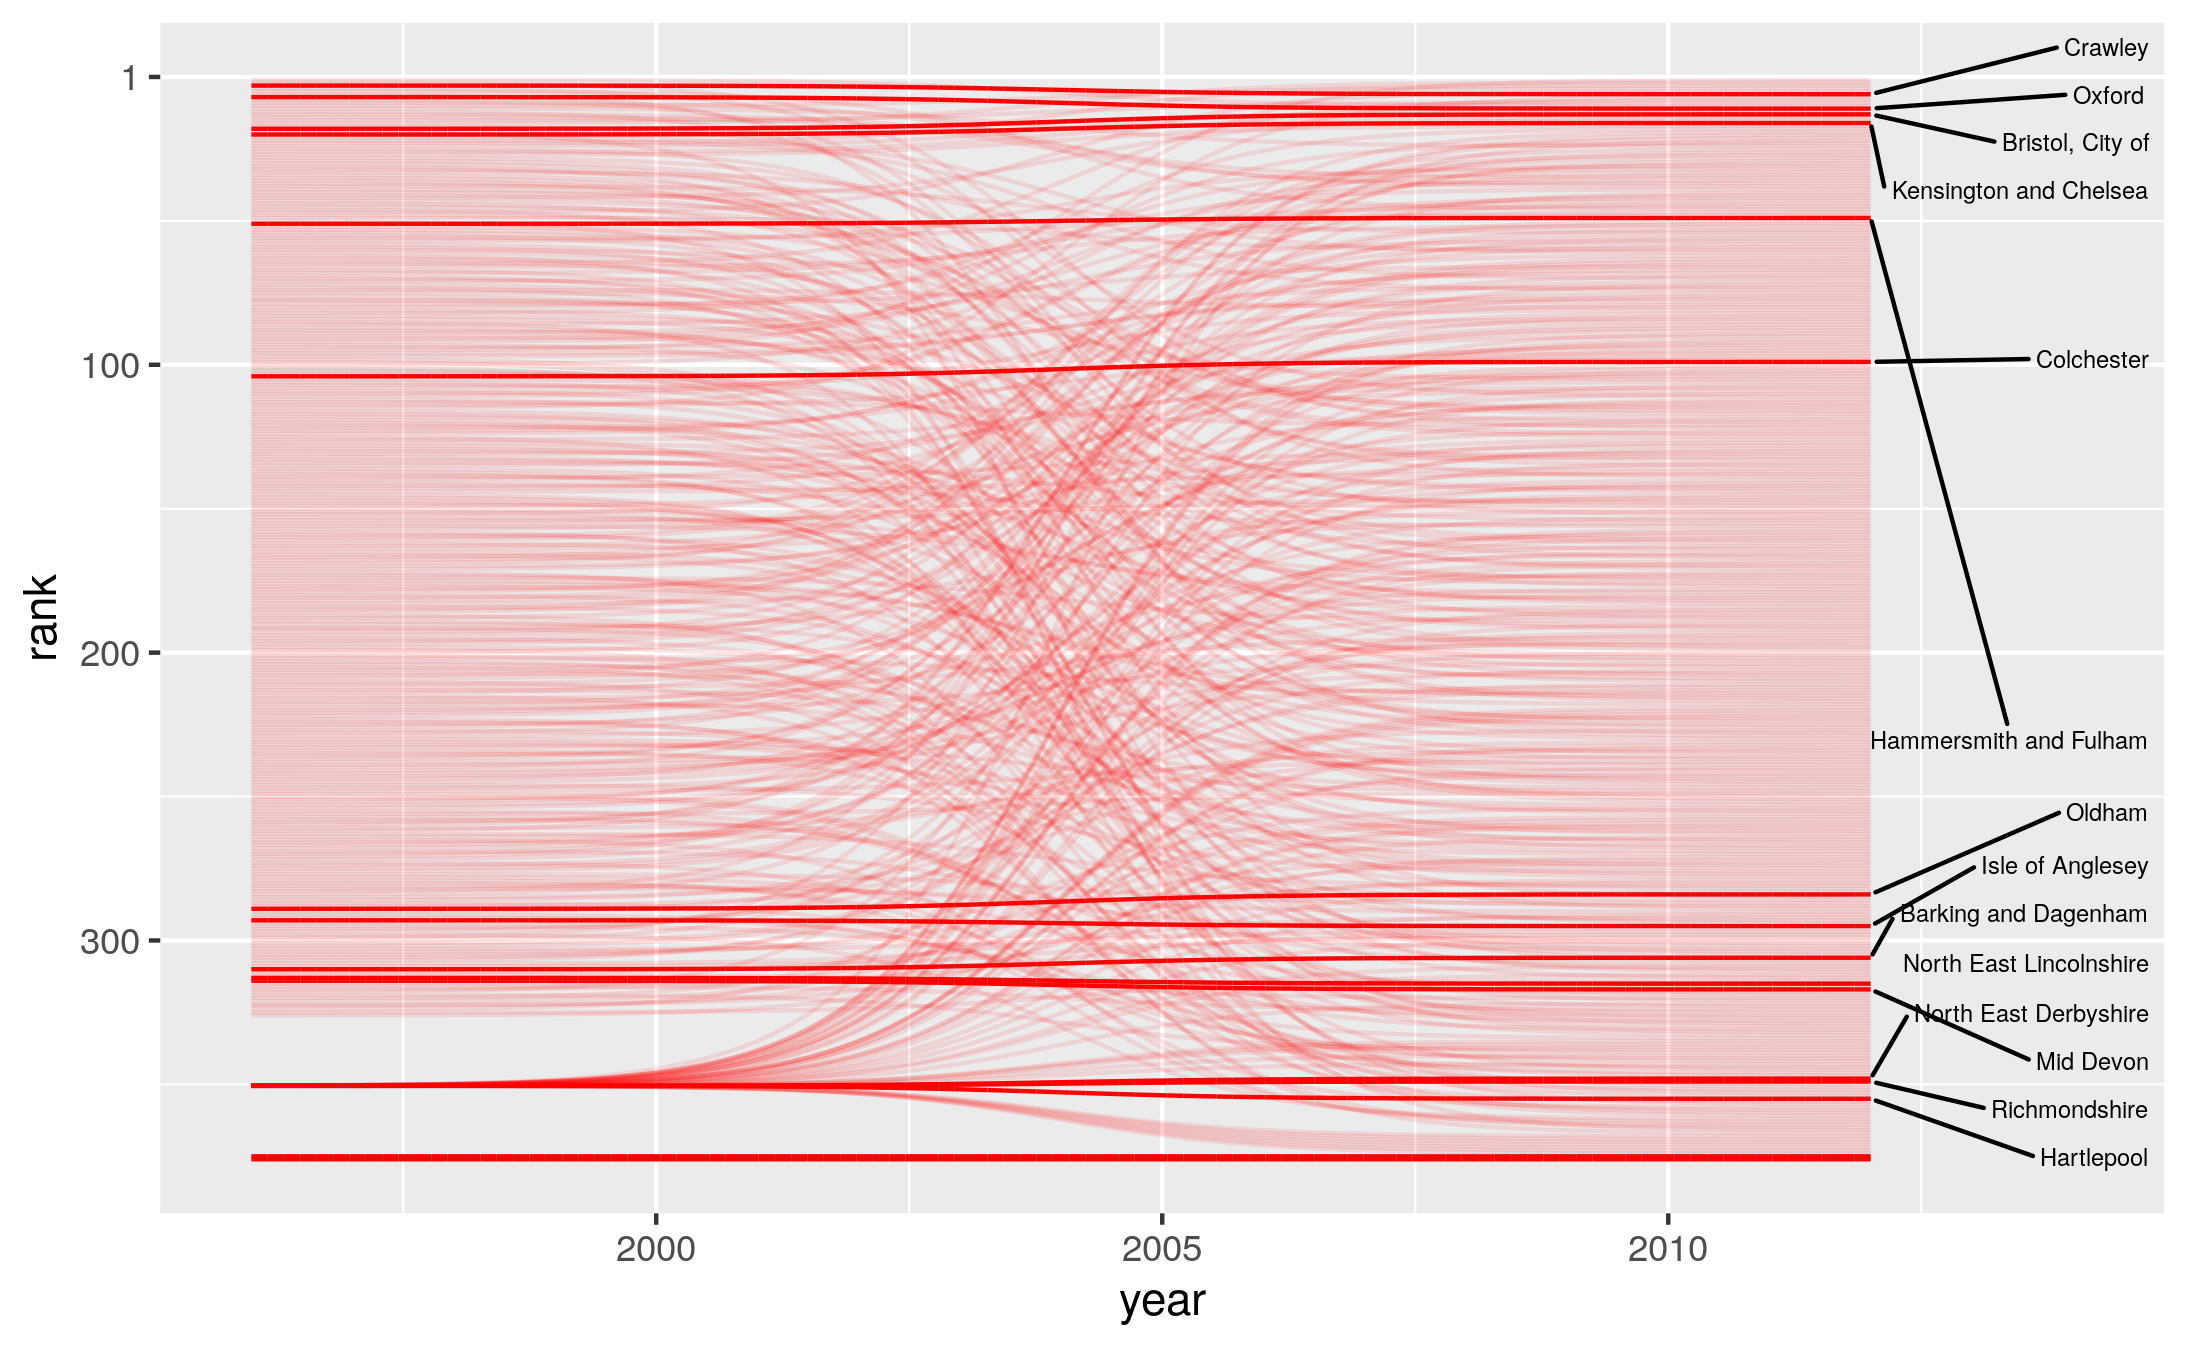 Crawley
1
Oxford
Bristol, City of
Kensington and Chelsea
100
Colchester
rank
200
Hammersmith and Fulham
Oldham
Isle of Anglesey
Barking and Dagenham
300
North East Lincolnshire
North East Derbyshire
Mid Devon
Richmondshire
Hartlepool
2000 2005 2010
year